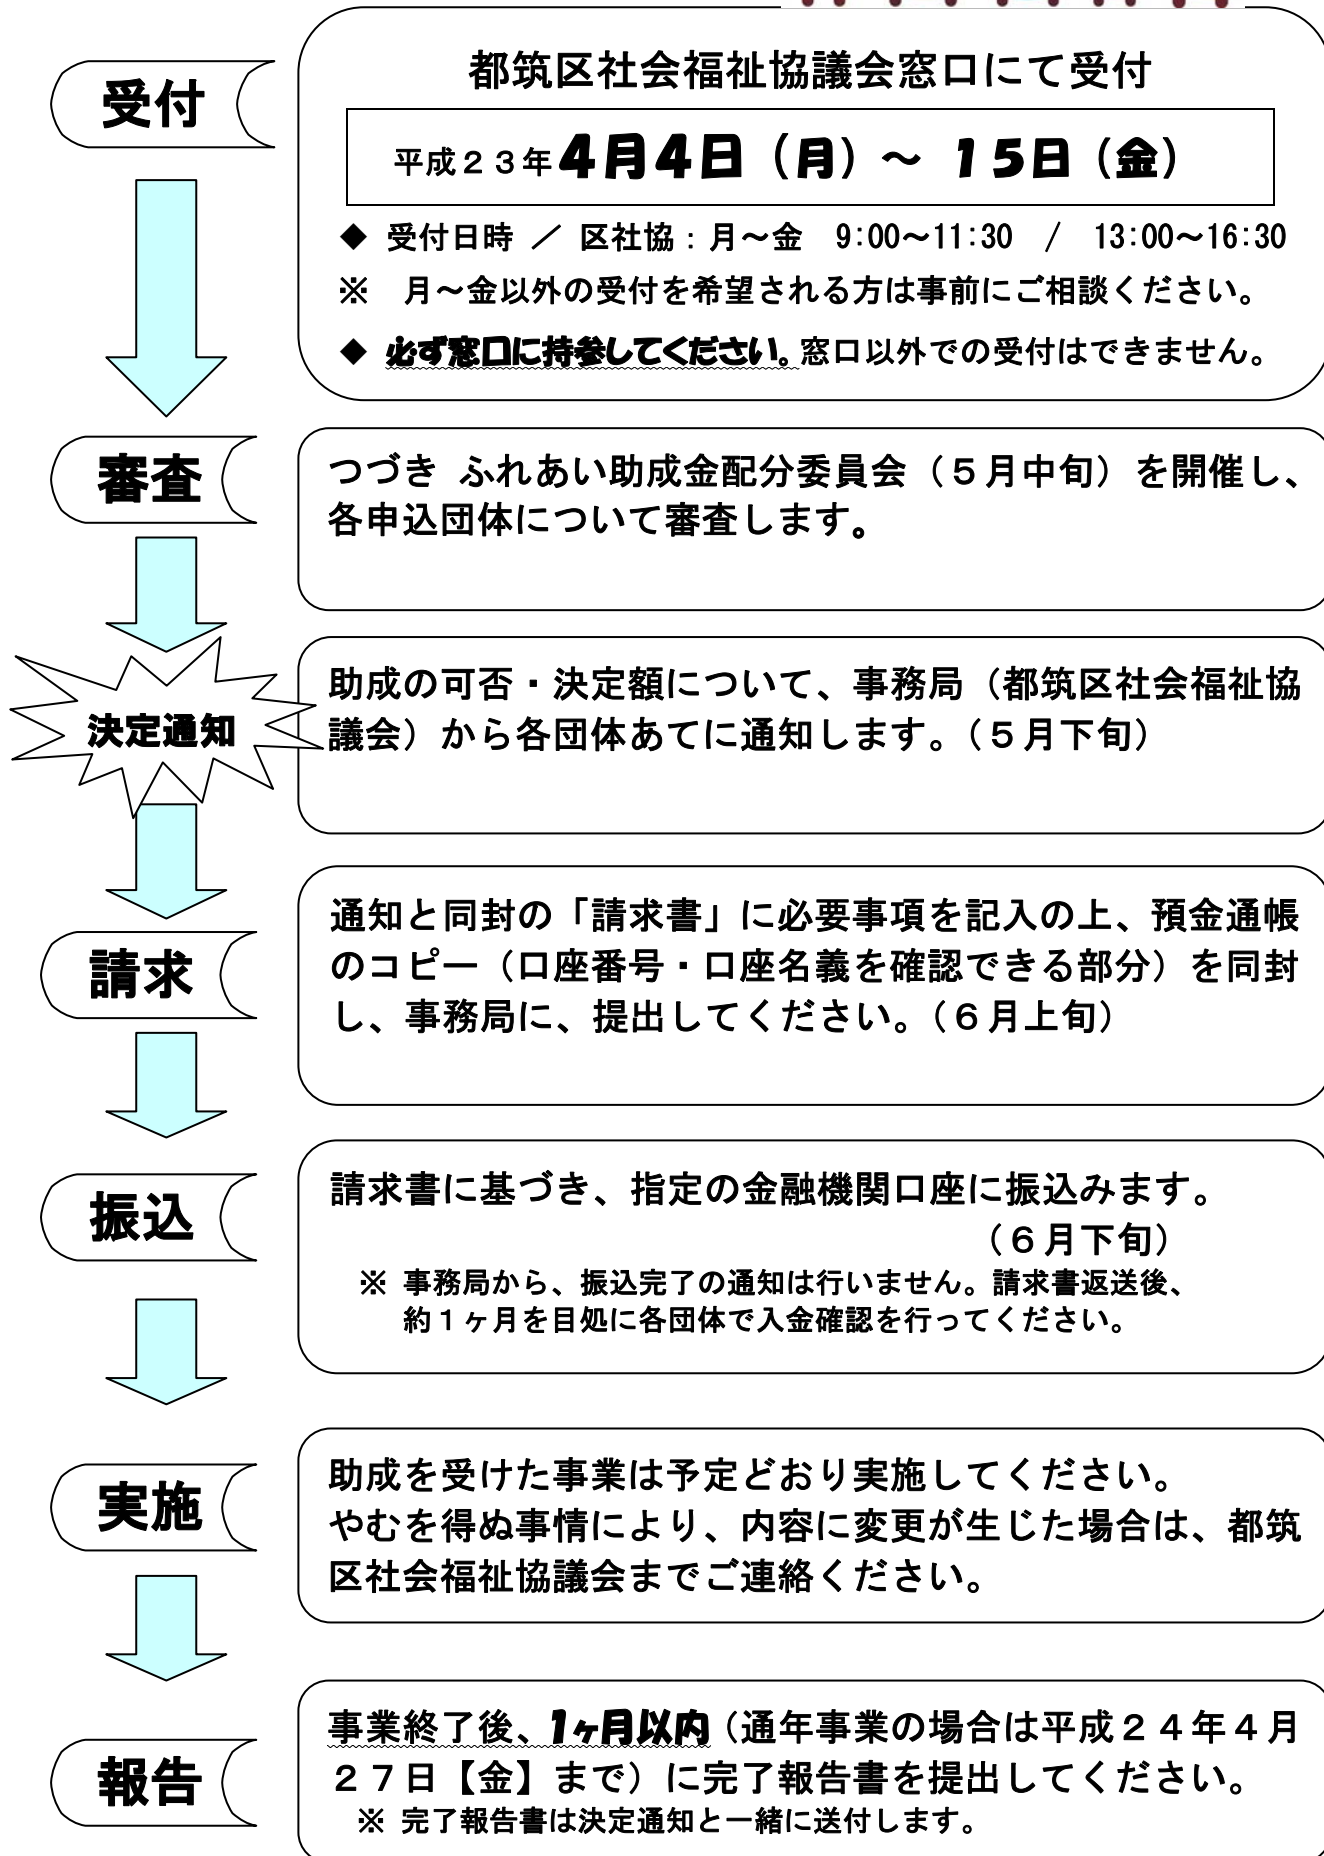 受付
都筑区社会福祉協議会窓口にて受付
平成２３年４月４日（月）～ １５日（金）
◆ 受付日時 ／ 区社協：月～金 9:00～11:30 / 13:00～16:30
※ 月～金以外の受付を希望される方は事前にご相談ください。
◆ 必ず窓口に持参してください。窓口以外での受付はできません。
審査
つづき ふれあい助成金配分委員会（５月中旬）を開催し、
各申込団体について審査します。
決定通知
助成の可否・決定額について、事務局（都筑区社会福祉協
議会）から各団体あてに通知します。（５月下旬）
請求
通知と同封の「請求書」に必要事項を記入の上、預金通帳
のコピー（口座番号・口座名義を確認できる部分）を同封
し、事務局に、提出してください。（６月上旬）
振込
請求書に基づき、指定の金融機関口座に振込みます。
（６月下旬）
※ 事務局から、振込完了の通知は行いません。請求書返送後、
約１ヶ月を目処に各団体で入金確認を行ってください。
実施
助成を受けた事業は予定どおり実施してください。
やむを得ぬ事情により、内容に変更が生じた場合は、都筑
区社会福祉協議会までご連絡ください。
報告
事業終了後、１ヶ月以内（通年事業の場合は平成２４年４月
２７日【金】まで）に完了報告書を提出してください。
※ 完了報告書は決定通知と一緒に送付します。